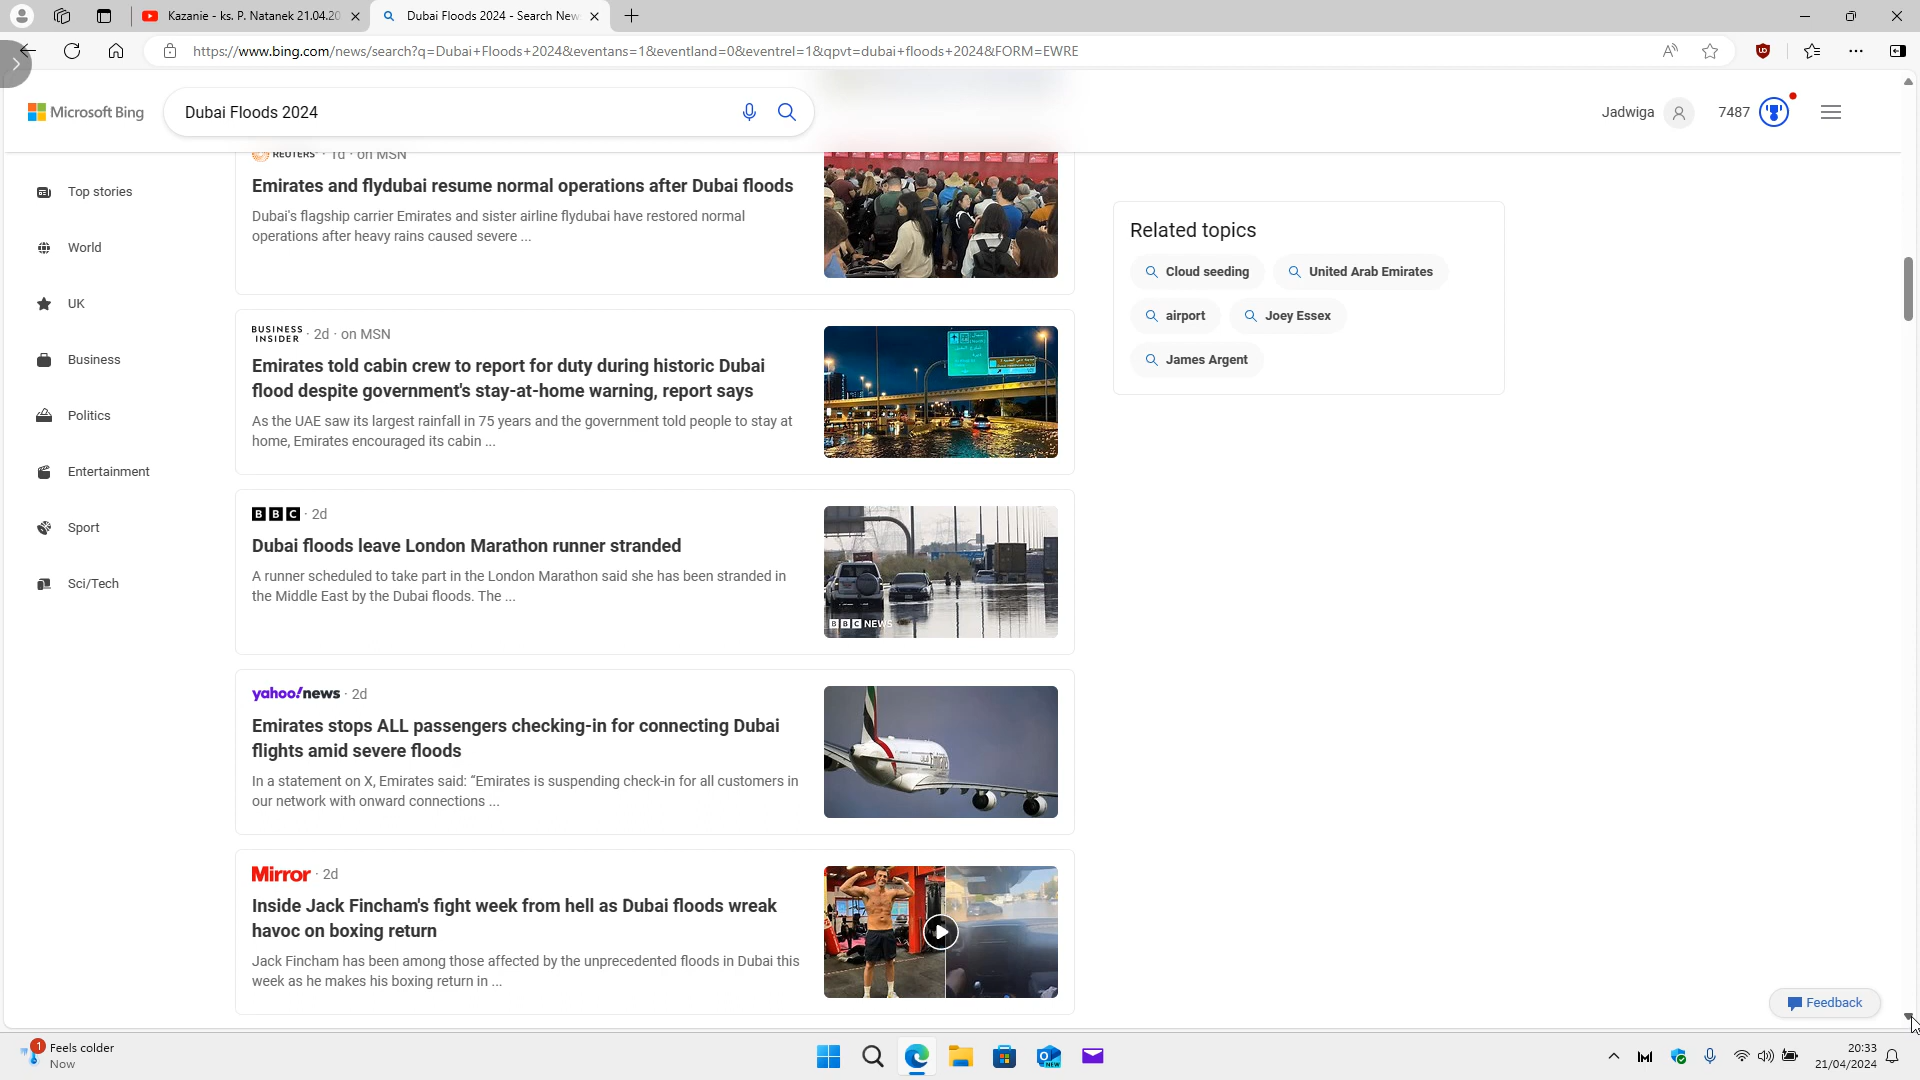 Kazanie - ks. P. Natanek 21.04.20
Dubai Floods 2024 - Search New
https://www.bing.com/news/search?q=Dubai+Floods+2024&eventans=1&eventland=0&eventrel=1&qpvt=dubai+floods+2024&FORM=EWRE
Microsoft Bing
Dubai Floods 2024
Jadwiga
7487
Top stories
World
UK
Business
Politics
Entertainment
Sport
Sci/Tech
REUTERS · 1d · on MSN
Emirates and flydubai resume normal operations after Dubai floods
Dubai's flagship carrier Emirates and sister airline flydubai have restored normal
operations after heavy rains caused severe ...
BUSINESS
INSIDER · 2d · on MSN
Emirates told cabin crew to report for duty during historic Dubai
flood despite government's stay-at-home warning, report says
As the UAE saw its largest rainfall in 75 years and the government told people to stay at
home, Emirates encouraged its cabin ...
BBC · 2d
Dubai floods leave London Marathon runner stranded
A runner scheduled to take part in the London Marathon said she has been stranded in
the Middle East by the Dubai floods. The ...
BBC NEWS
yahoo!news · 2d
Emirates stops ALL passengers checking-in for connecting Dubai
flights amid severe floods
In a statement on X, Emirates said: “Emirates is suspending check-in for all customers in
our network with onward connections ...
Mirror · 2d
Inside Jack Fincham's fight week from hell as Dubai floods wreak
havoc on boxing return
Jack Fincham has been among those affected by the unprecedented floods in Dubai this
week as he makes his boxing return in ...
Related topics
Cloud seeding
United Arab Emirates
airport
Joey Essex
James Argent
Feedback
1
Feels colder
Now
20:33
21/04/2024